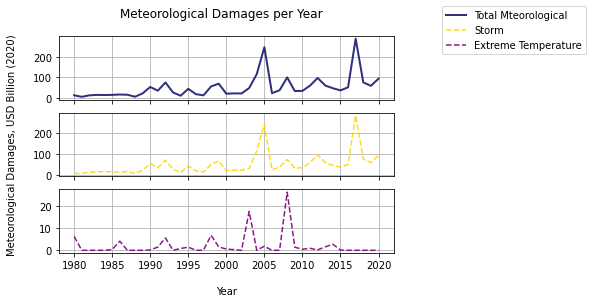 Meteorological Damages per Year
Total Mteorological
Storm
Extreme Temperature
Meteorological Damages, USD Billion (2020)
200
100
0
200
100
0
20
10
0
1980 1985 1990 1995 2000 2005 2010 2015 2020
Year